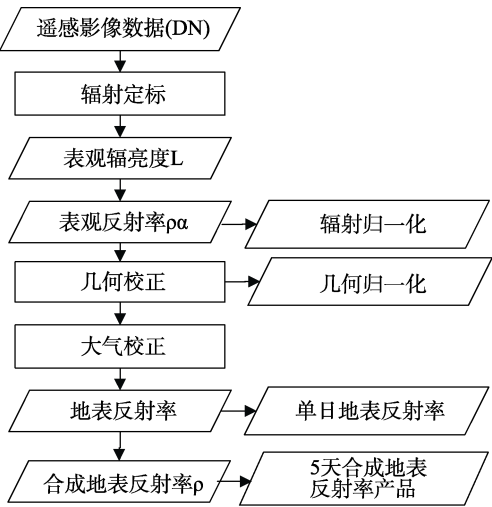 遥感影像数据(DN)
辐射定标
表观辐亮度L
表观反射率ρα
辐射归一化
几何校正
几何归一化
大气校正
地表反射率
单日地表反射率
合成地表反射率ρ
5天合成地表
反射率产品